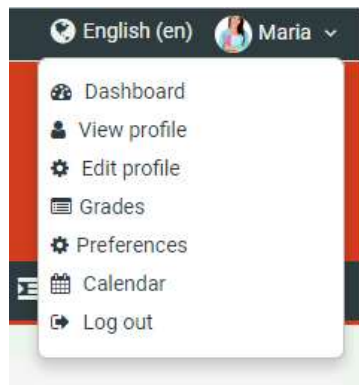 English (en) Maria
Dashboard
View profile
Edit profile
Grades
Preferences
Calendar
Log out